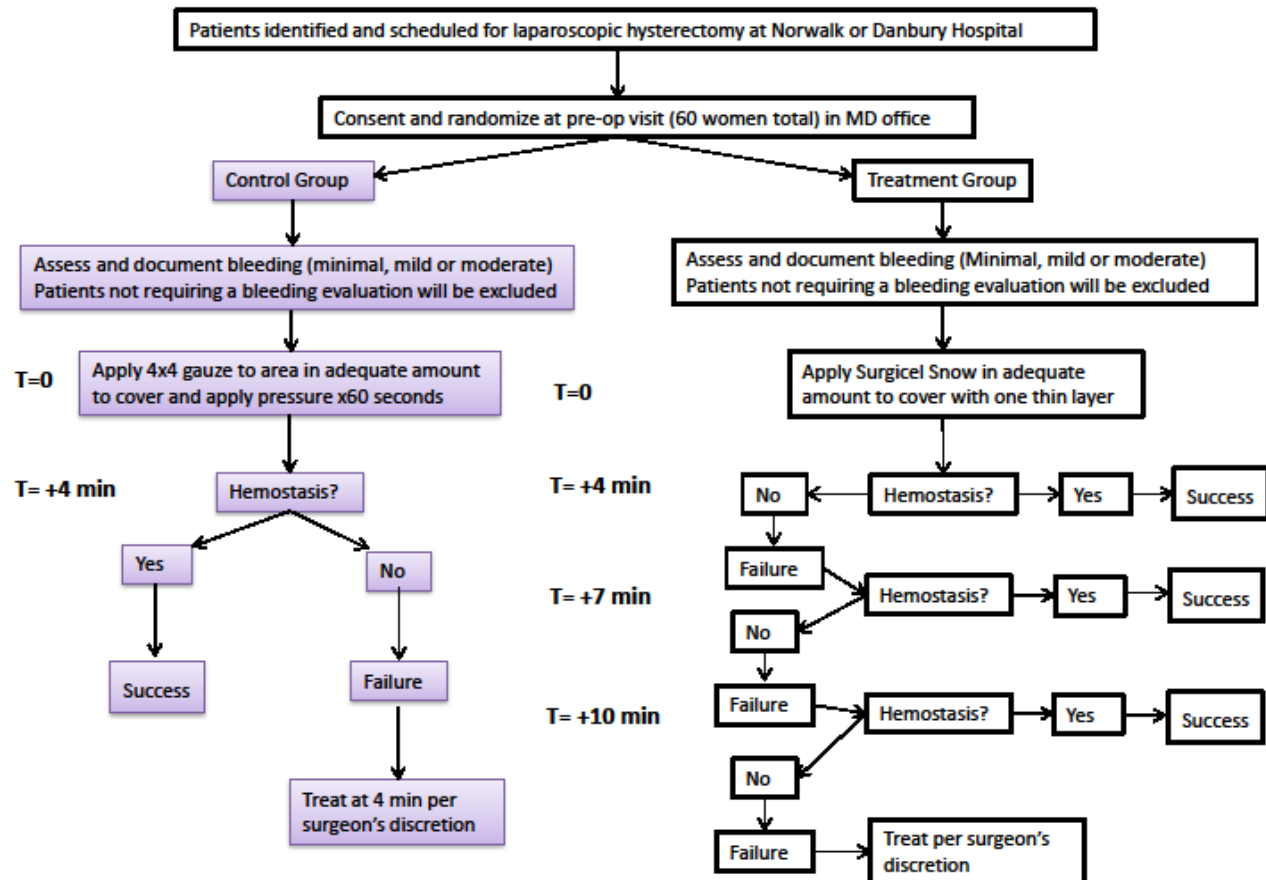 Patients identified and scheduled for laparoscopic hysterectomy at Norwalk or Danbury Hospital
Consent and randomize at pre-op visit (60 women total) in MD office
Control Group
Assess and document bleeding (minimal, mild or moderate)
Patients not requiring a bleeding evaluation will be excluded
T=0
Apply 4x4 gauze to area in adequate amount
to cover and apply pressure x60 seconds
T= +4 min
Hemostasis?
Yes
No
Success
Failure
Treat at 4 min per
surgeon's discretion
Treatment Group
Assess and document bleeding (Minimal, mild or moderate)
Patients not requiring a bleeding evaluation will be excluded
T=0
Apply Surgicel Snow in adequate
amount to cover with one thin layer
T= +4 min
No
Hemostasis?
Yes
Success
Failure
T= +7 min
Hemostasis?
Yes
Success
No
Failure
T= +10 min
Hemostasis?
Yes
Success
No
Failure
Treat per surgeon's
discretion